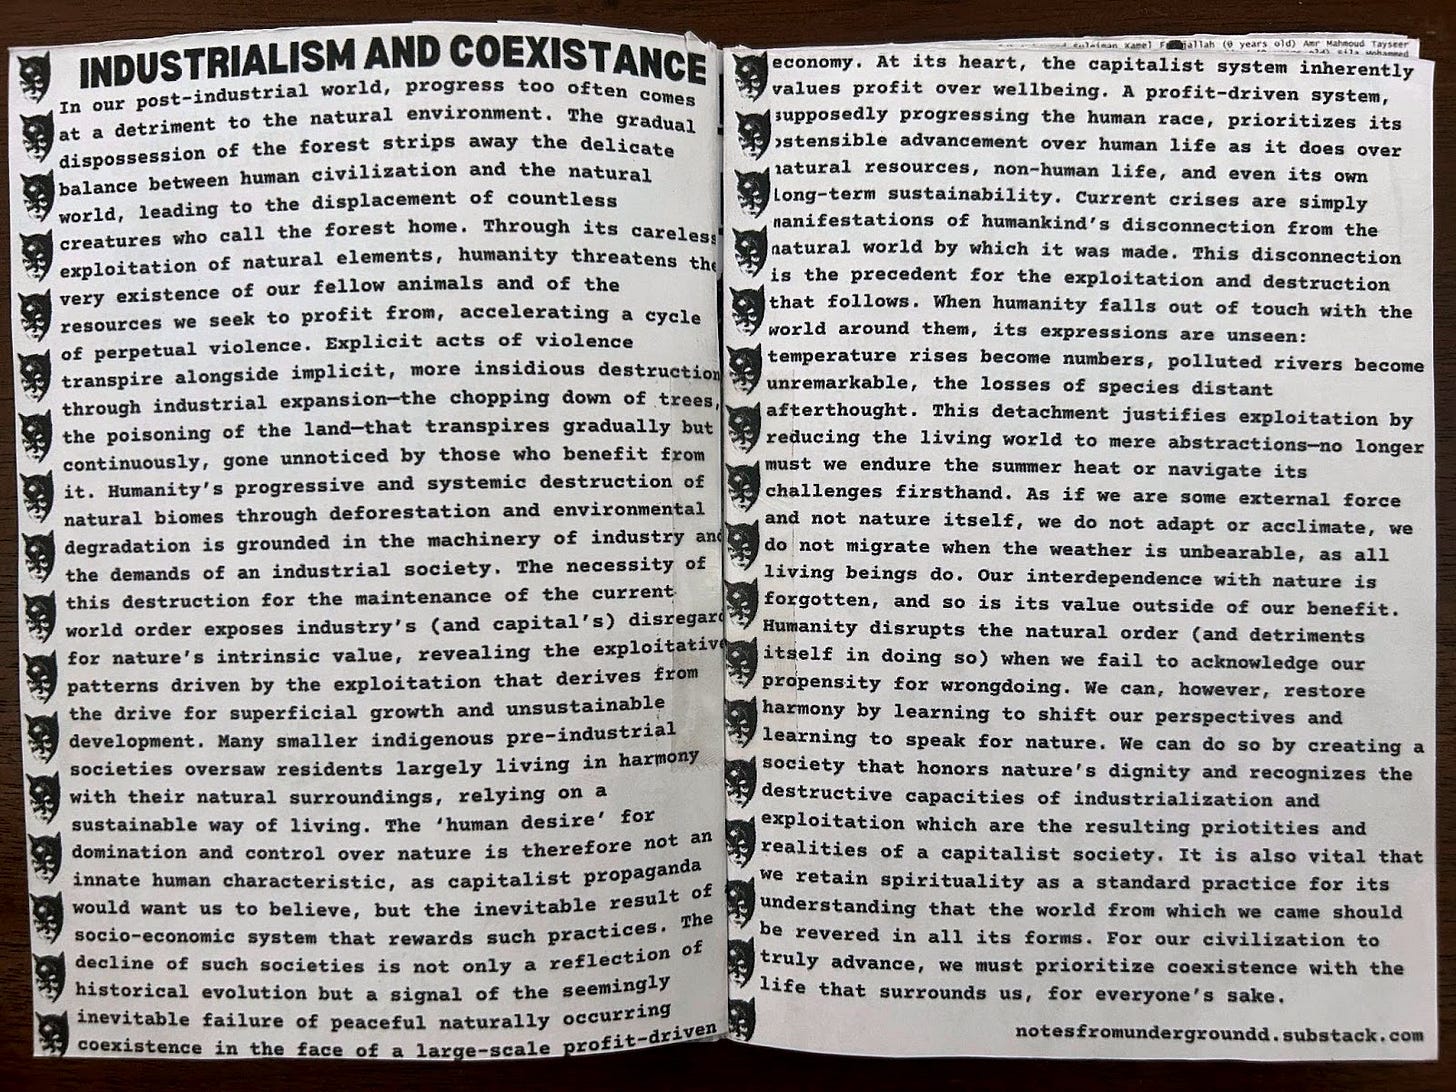 INDUSTRIALISM AND COEXISTANCE
In our post-industrial world, progress too often comes
at a detriment to the natural environment. The gradual
dispossession of the forest strips away the delicate
balance between human civilization and the natural
world, leading to the displacement of countless
creatures who call the forest home. Through its careless
exploitation of natural elements, humanity threatens the
very existence of our fellow animals and of the
resources we seek to profit from, accelerating a cycle
of perpetual violence. Explicit acts of violence
transpire alongside implicit, more insidious destruction
through industrial expansion—the chopping down of trees,
the poisoning of the land—that transpires gradually but
continuously, gone unnoticed by those who benefit from
it. Humanity's progressive and systemic destruction of
natural biomes through deforestation and environmental
degradation is grounded in the machinery of industry and
the demands of an industrial society. The necessity of
this destruction for the maintenance of the current
world order exposes industry's (and capital's) disregard
for nature's intrinsic value, revealing the exploitative
patterns driven by the exploitation that derives from
the drive for superficial growth and unsustainable
development. Many smaller indigenous pre-industrial
societies oversaw residents largely living in harmony
with their natural surroundings, relying on a
sustainable way of living. The 'human desire' for
domination and control over nature is therefore not an
innate human characteristic, as capitalist propaganda
would want us to believe, but the inevitable result of
socio-economic system that rewards such practices. The
decline of such societies is not only a reflection of
historical evolution but a signal of the seemingly
inevitable failure of peaceful naturally occurring
coexistence in the face of a large-scale profit-driven
Suleiman Kamel (0 years old) Amr Mahmoud Tayseer
economy. At its heart, the capitalist system inherently
values profit over wellbeing. A profit-driven system,
supposedly progressing the human race, prioritizes its
ostensible advancement over human life as it does over
natural resources, non-human life, and even its own
long-term sustainability. Current crises are simply
manifestations of humankind's disconnection from the
natural world by which it was made. This disconnection
is the precedent for the exploitation and destruction
that follows. When humanity falls out of touch with the
world around them, its expressions are unseen:
temperature rises become numbers, polluted rivers become
unremarkable, the losses of species distant
afterthought. This detachment justifies exploitation by
reducing the living world to mere abstractions—no longer
must we endure the summer heat or navigate its
challenges firsthand. As if we are some external force
and not nature itself, we do not adapt or acclimate, we
do not migrate when the weather is unbearable, as all
living beings do. Our interdependence with nature is
forgotten, and so is its value outside of our benefit.
Humanity disrupts the natural order (and detriments
itself in doing so) when we fail to acknowledge our
propensity for wrongdoing. We can, however, restore
harmony by learning to shift our perspectives and
learning to speak for nature. We can do so by creating a
society that honors nature's dignity and recognizes the
destructive capacities of industrialization and
exploitation which are the resulting priotities and
realities of a capitalist society. It is also vital that
we retain spirituality as a standard practice for its
understanding that the world from which we came should
be revered in all its forms. For our civilization to
truly advance, we must prioritize coexistence with the
life that surrounds us, for everyone's sake.
notesfromundergroundd.substack.com